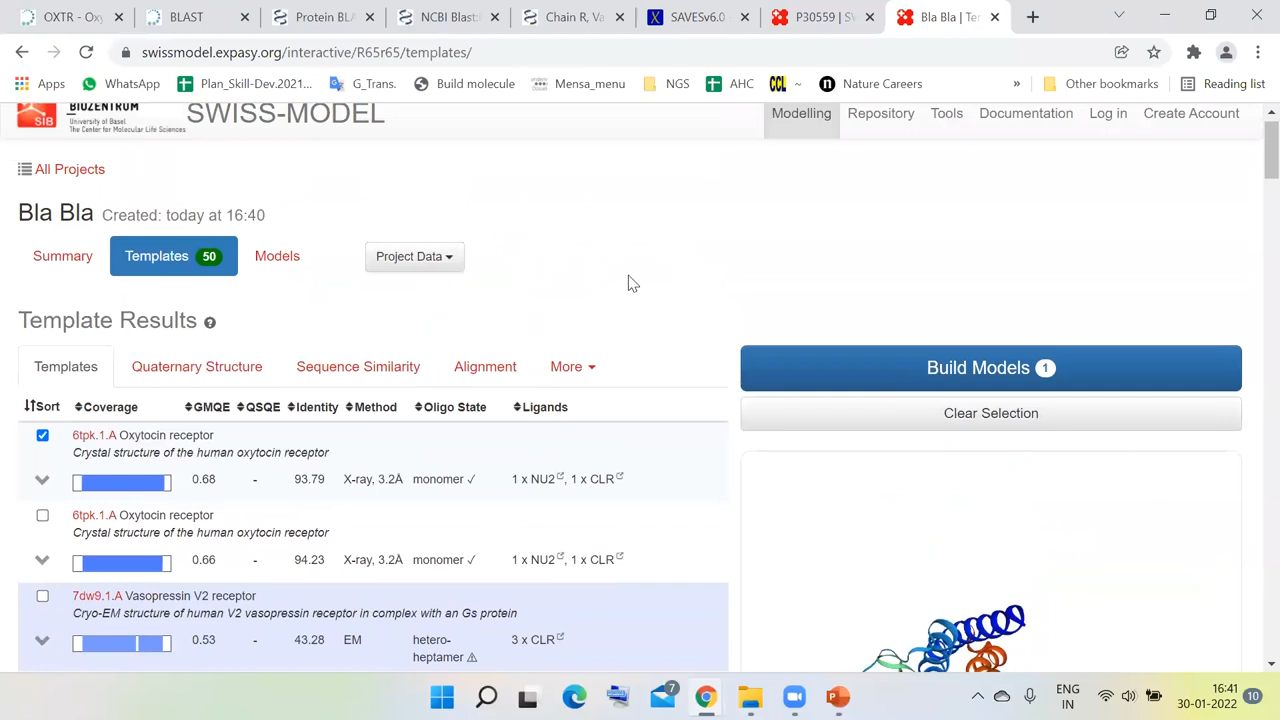 OXTR - Oxy
BLAST
Protein BLA
NCBI Blast:
Chain R, Va
SAVESv6.0
P30559 | SW
Bla Bla | Te
swissmodel.expasy.org/interactive/R65r65/templates/
Apps
WhatsApp
Plan_Skill-Dev.2021...
G_Trans.
Build molecule
Mensa_menu
NGS
AHC
CCL ~
n Nature Careers
»
Other bookmarks
Reading list
SIB
BIOZENTRUM
University of Basel
The Center for Molecular Life Sciences
SWISS-MODEL
Modelling
Repository
Tools
Documentation
Log in
Create Account
All Projects
Bla Bla Created: today at 16:40
Summary
Templates 50
Models
Project Data
Template Results ?
Templates
Quaternary Structure
Sequence Similarity
Alignment
More
Build Models 1
Clear Selection
Sort Coverage GMQE QSQE Identity Method Oligo State Ligands
6tpk.1.A Oxytocin receptor
Crystal structure of the human oxytocin receptor
0.68 - 93.79 X-ray, 3.2Å monomer ✓ 1 x NU2, 1 x CLR
6tpk.1.A Oxytocin receptor
Crystal structure of the human oxytocin receptor
0.66 - 94.23 X-ray, 3.2Å monomer ✓ 1 x NU2, 1 x CLR
7dw9.1.A Vasopressin V2 receptor
Cryo-EM structure of human V2 vasopressin receptor in complex with an Gs protein
0.53 - 43.28 EM hetero- 3 x CLR
heptamer
7
ENG
IN
16:41
30-01-2022
10